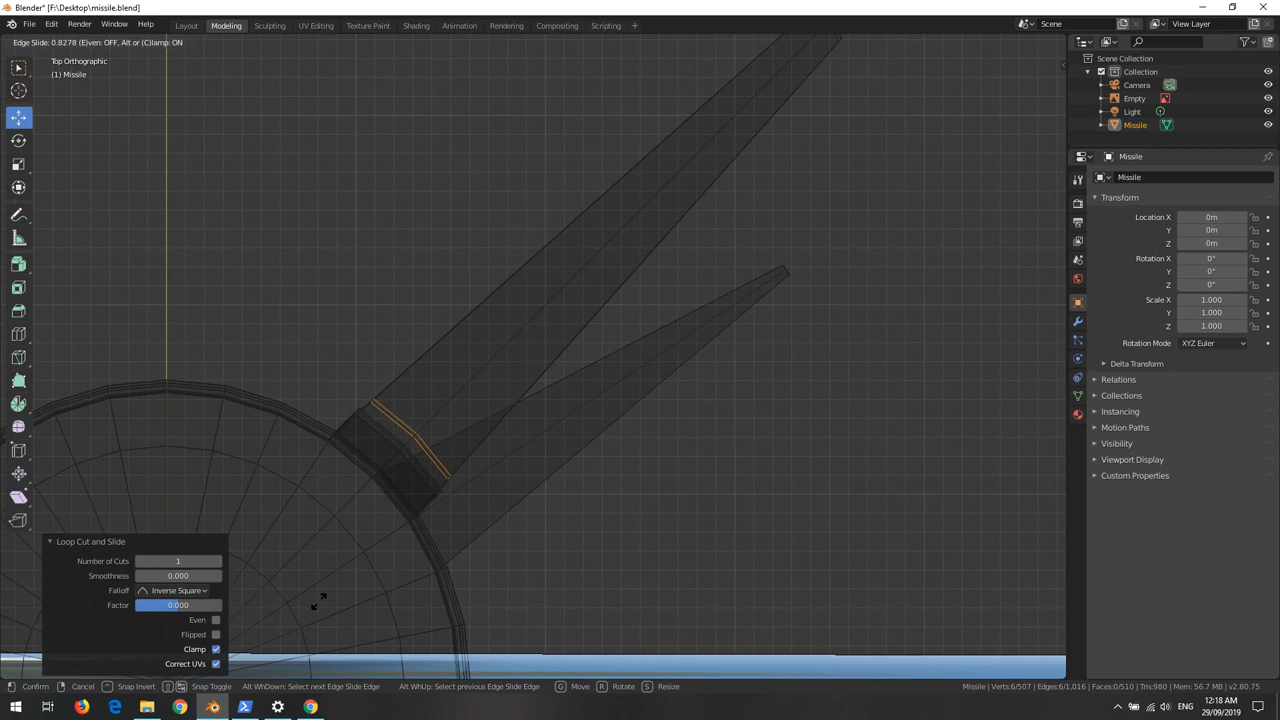 Blender* [F:\Desktop\missile.blend]
File Edit Render Window Help Layout Modeling Sculpting UV Editing Texture Paint Shading Animation Rendering Compositing Scripting Scene View Layer
Edge Slide: 0.8278 (E)ven: OFF, Alt or (C)lamp: ON
Top Orthographic
(1) Missile
Scene Collection
Collection
Camera
Empty
Light
Missile
Missile
Missile
Transform
Location X 0m
Y 0m
Z 0m
Rotation X 0°
Y 0°
Z 0°
Scale X 1.000
Y 1.000
Z 1.000
Rotation Mode XYZ Euler
Delta Transform
Relations
Collections
Instancing
Motion Paths
Visibility
Viewport Display
Custom Properties
Loop Cut and Slide
Number of Cuts 1
Smoothness 0.000
Falloff Inverse Square
Factor 0.000
Even
Flipped
Clamp
Correct UVs
Confirm Cancel Snap Invert Snap Toggle Alt WhDown: Select next Edge Slide Edge Alt WhUp: Select previous Edge Slide Edge G Move R Rotate S Resize Missile | Verts:6/507 | Edges:6/1,016 | Faces:0/510 | Tris:980 | Mem: 56.7 MB | v2.80.75
ENG 12:18 AM
29/09/2019